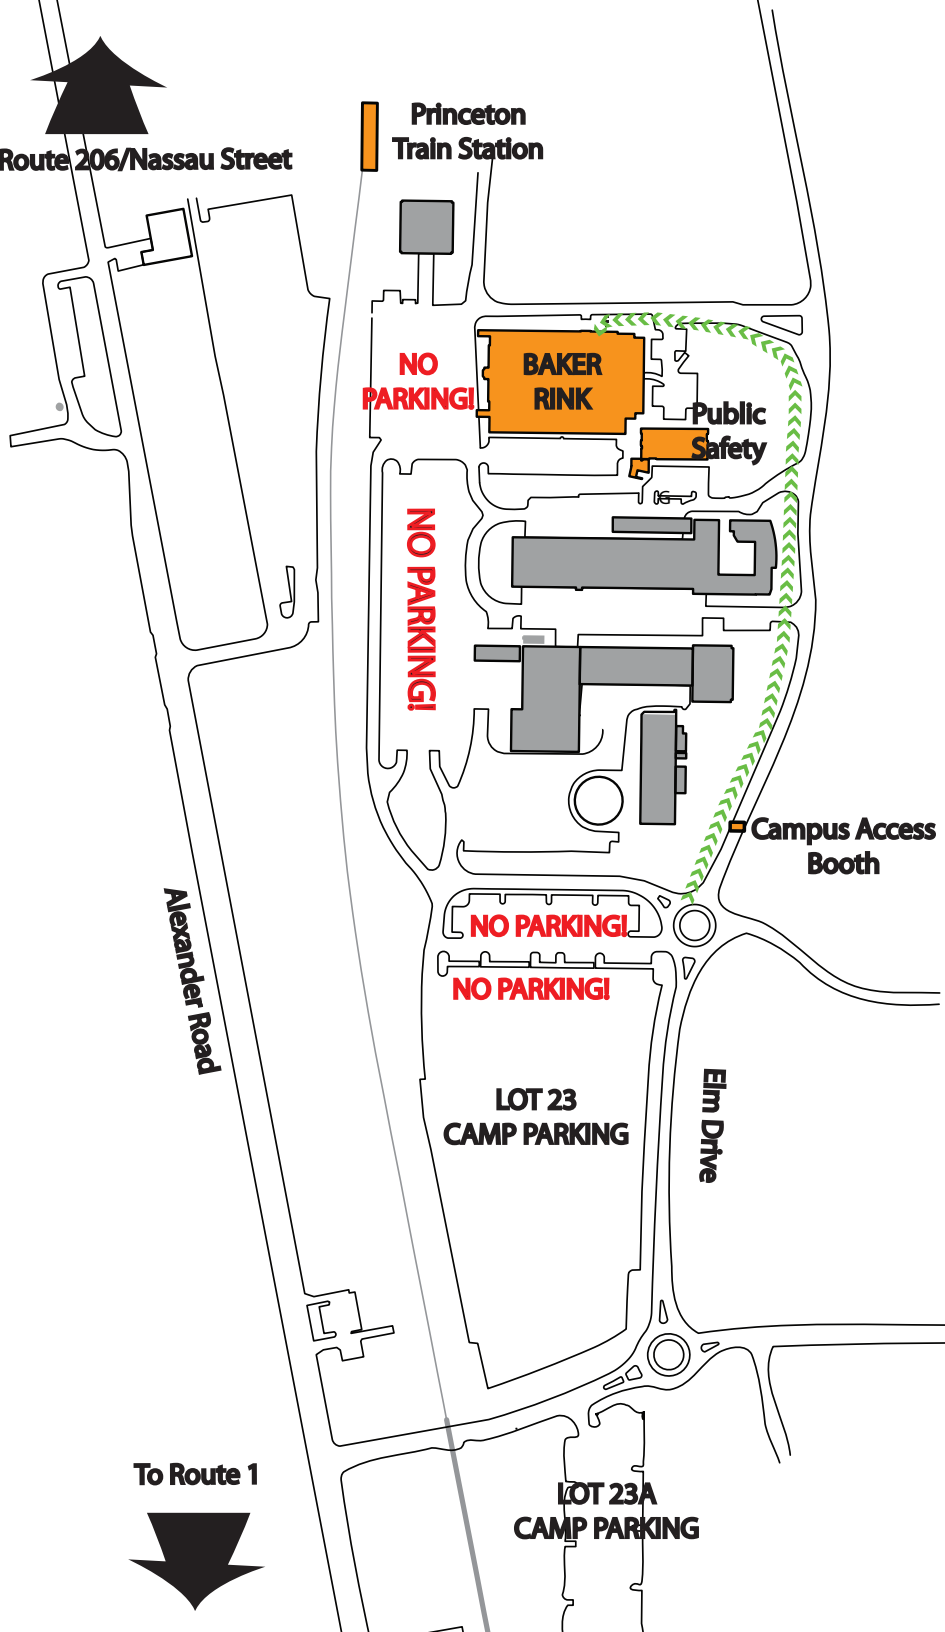 Princeton
Train Station
Route 206/Nassau Street
NO
PARKING!
BAKER
RINK
Public
Safety
NO PARKING!
Campus Access
Booth
Alexander Road
NO PARKING!
NO PARKING!
LOT 23
CAMP PARKING
Elm Drive
To Route 1
LOT 23A
CAMP PARKING